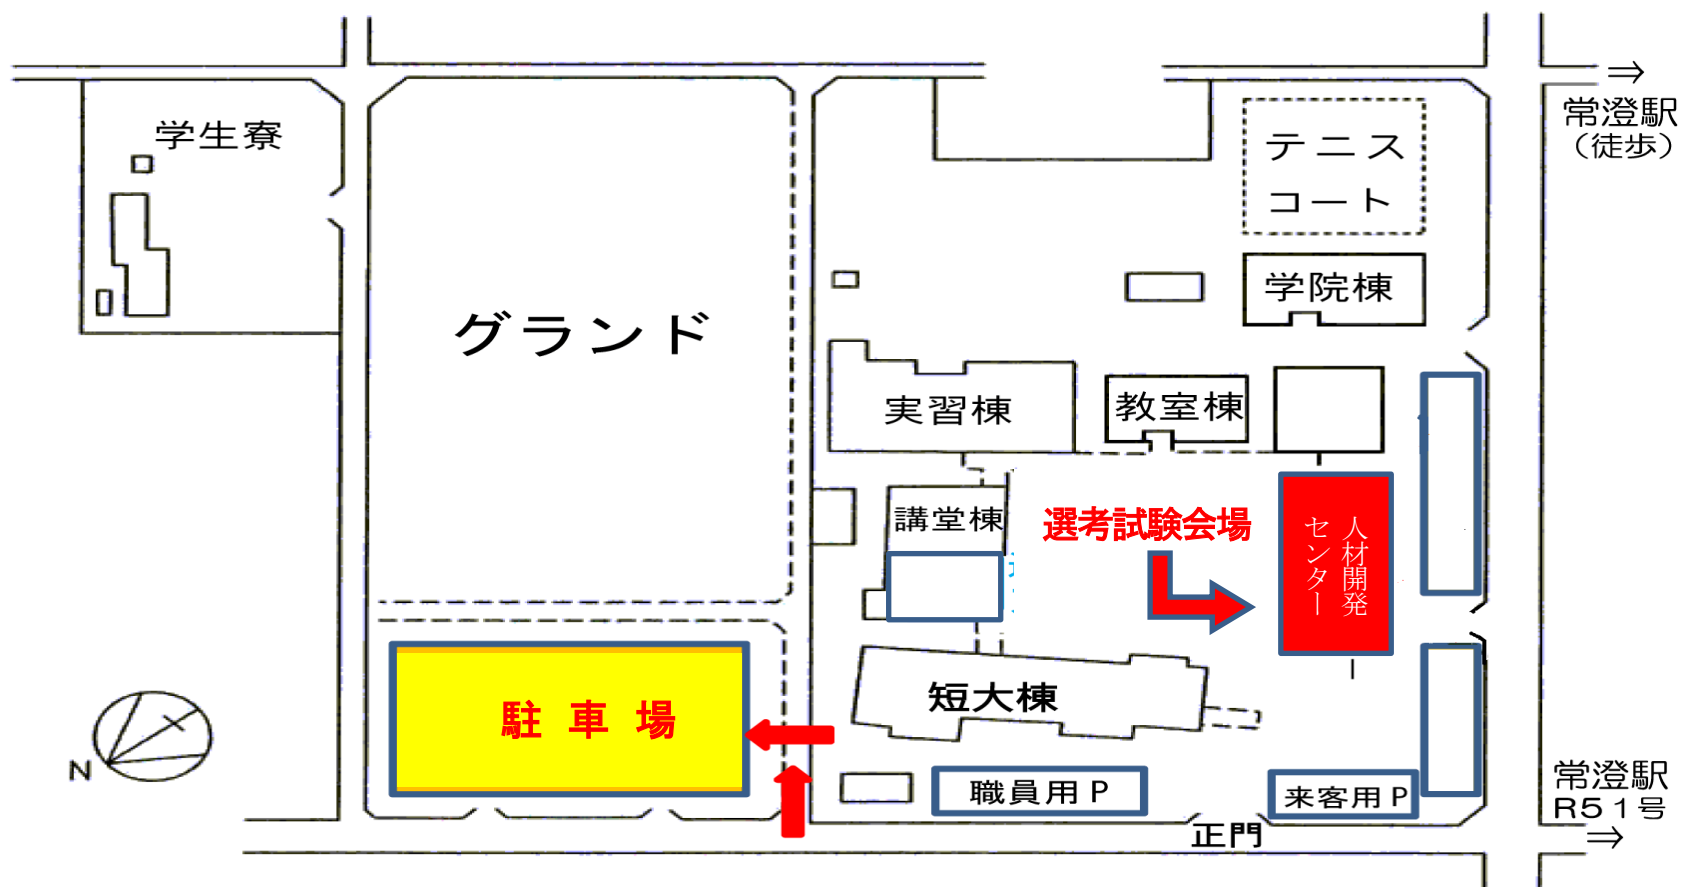 ⇒
常澄駅
（徒歩）
学生寮
テニス
コート
学院棟
グランド
実習棟
教室棟
講堂棟
選考試験会場
人材開発
センター
短大棟
駐車場
N
職員用P
来客用P
正門
常澄駅
R51号
⇒